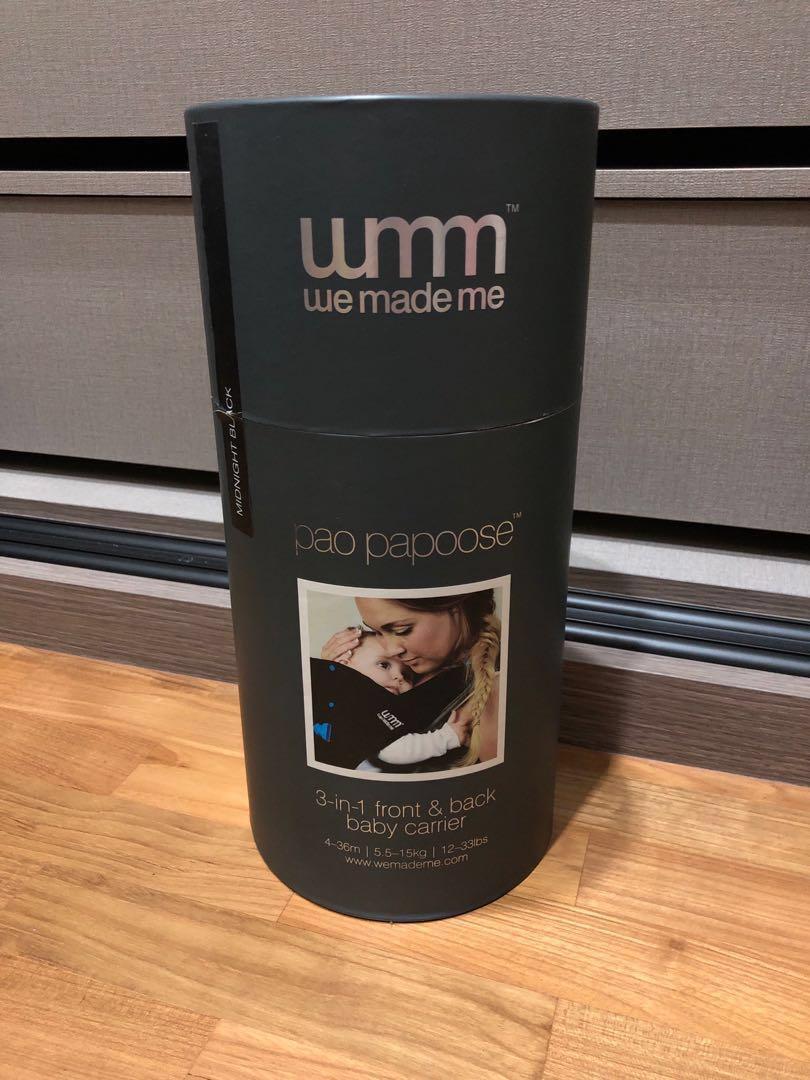 wmm™
we made me
MIDNIGHT BLACK
pao papoose™
wmm
3-in-1 front & back
baby carrier
4-36m | 5.5-15kg | 12-33lbs
www.wemademe.com